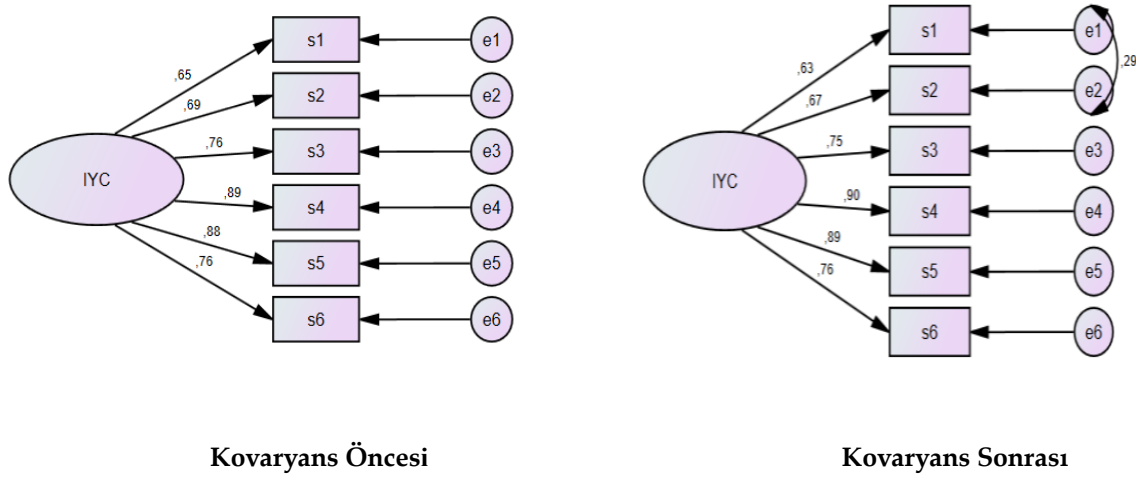 s1
e1
,65
s2
e2
,69
s3
e3
,76
IYC
s4
e4
,89
s5
e5
,88
s6
e6
,76
Kovaryans Öncesi
s1
e1
,29
,63
s2
e2
,67
s3
e3
,75
IYC
s4
e4
,90
s5
e5
,89
s6
e6
,76
Kovaryans Sonrası